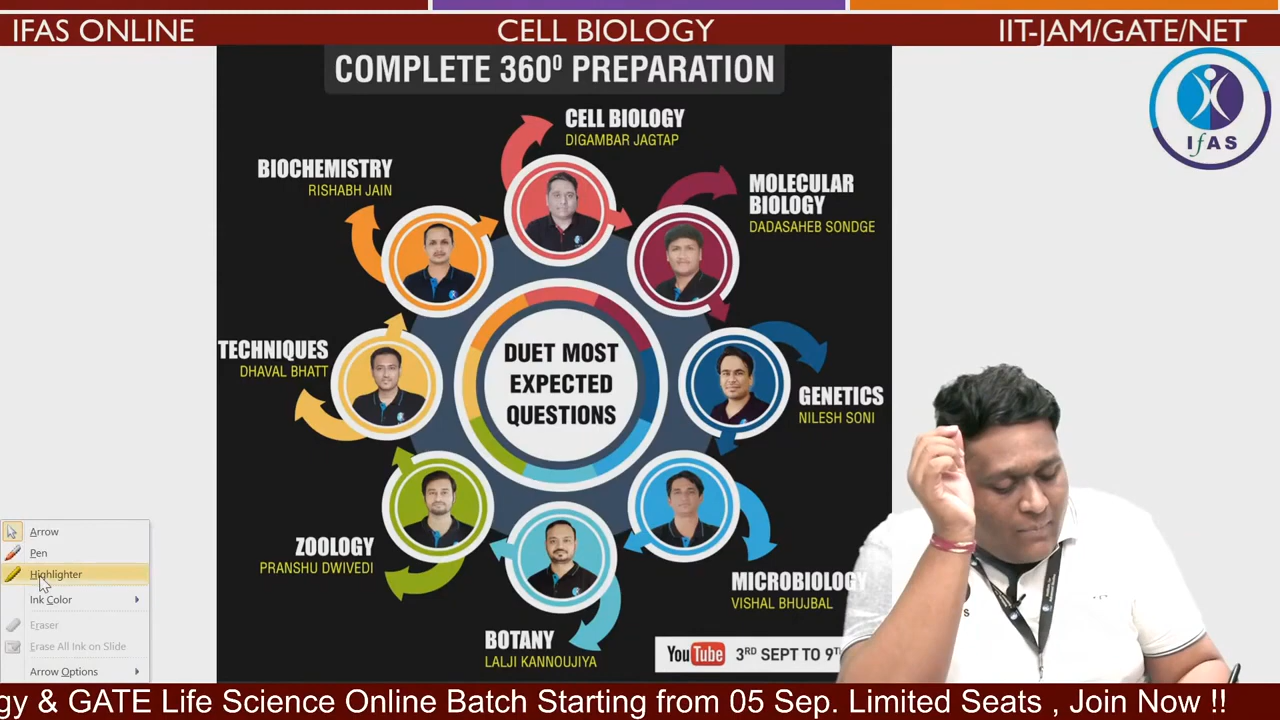 IFAS ONLINE
CELL BIOLOGY
IIT-JAM/GATE/NET
COMPLETE 360⁰ PREPARATION
IfAS
CELL BIOLOGY
DIGAMBAR JAGTAP
BIOCHEMISTRY
RISHABH JAIN
MOLECULAR
BIOLOGY
DADASAHEB SONDGE
TECHNIQUES
DHAVAL BHATT
DUET MOST
EXPECTED
QUESTIONS
GENETICS
NILESH SONI
ZOOLOGY
PRANSHU DWIVEDI
MICROBIOLOGY
VISHAL BHUJBAL
BOTANY
LALJI KANNOUJIYA
YouTube 3RD SEPT TO 9
Arrow
Pen
Highlighter
Ink Color
Eraser
Erase All Ink on Slide
Arrow Options
gy & GATE Life Science Online Batch Starting from 05 Sep. Limited Seats , Join Now !!